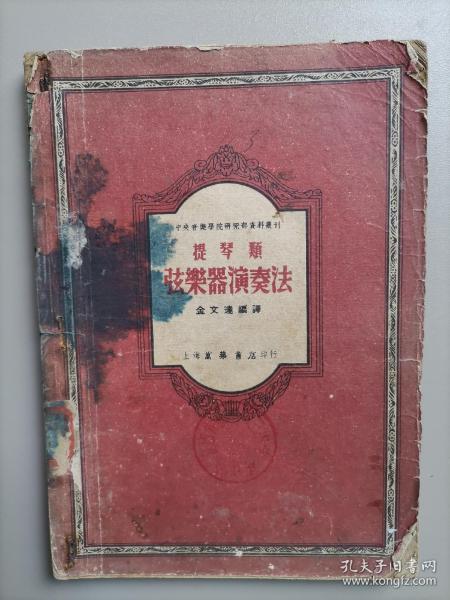 3
中央音樂學院研究部資料叢刊
提琴類
弦樂器演奏法
金文達編譯
上海萬葉書店印行
孔夫子旧书网
www.kongfz.com